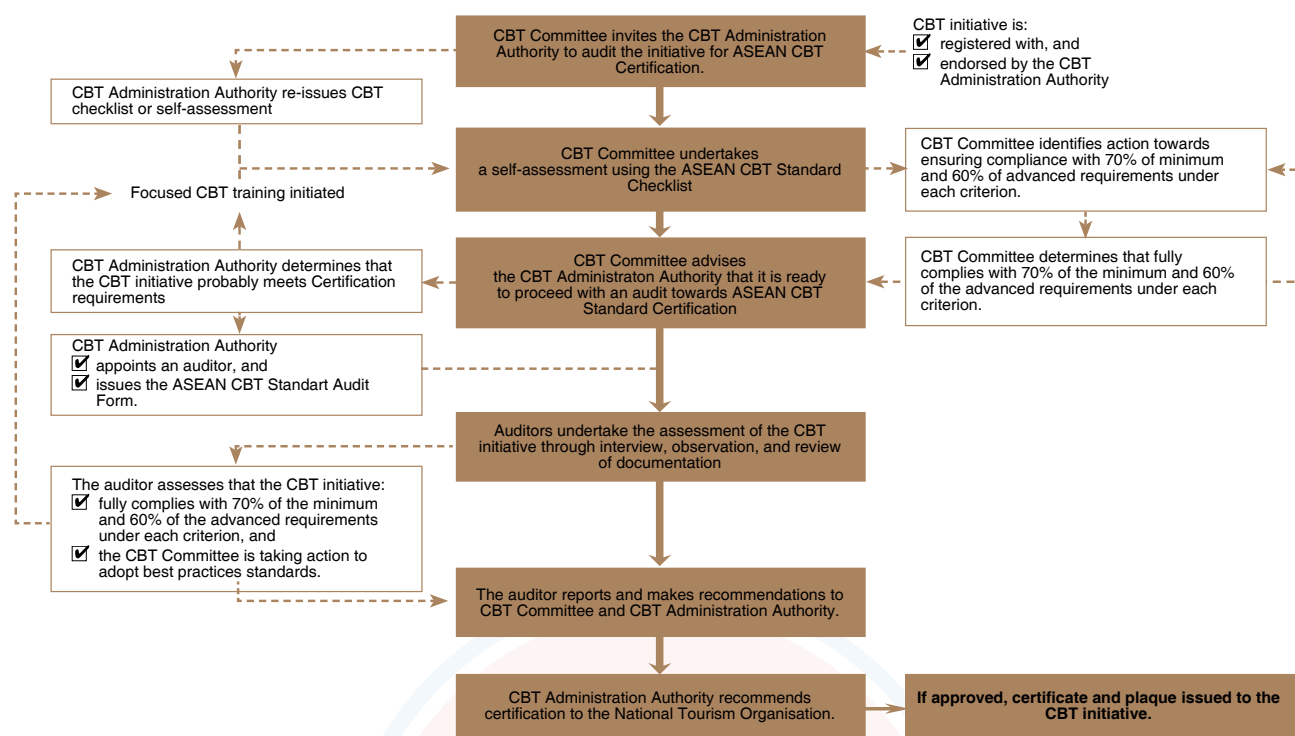 CBT Committee invites the CBT Administration
Authority to audit the initiative for ASEAN CBT
Certification.
CBT initiative is:
registered with, and
endorsed by the CBT
Administration Authority
CBT Administration Authority re-issues CBT
checklist or self-assessment
CBT Committee undertakes
a self-assessment using the ASEAN CBT Standard
Checklist
CBT Committee identifies action towards
ensuring compliance with 70% of minimum
and 60% of advanced requirements under
each criterion.
Focused CBT training initiated
CBT Administration Authority determines that
the CBT initiative probably meets Certification
requirements
CBT Committee advises
the CBT Administraton Authority that it is ready
to proceed with an audit towards ASEAN CBT
Standard Certification
CBT Committee determines that fully
complies with 70% of the minimum and 60%
of the advanced requirements under each
criterion.
CBT Administration Authority
appoints an auditor, and
issues the ASEAN CBT Standart Audit
Form.
Auditors undertake the assessment of the CBT
initiative through interview, observation, and review
of documentation
The auditor assesses that the CBT initiative:
fully complies with 70% of the minimum
and 60% of the advanced requirements
under each criterion, and
the CBT Committee is taking action to
adopt best practices standards.
The auditor reports and makes recommendations to
CBT Committee and CBT Administration Authority.
CBT Administration Authority recommends
certification to the National Tourism Organisation.
If approved, certificate and plaque issued to the
CBT initiative.